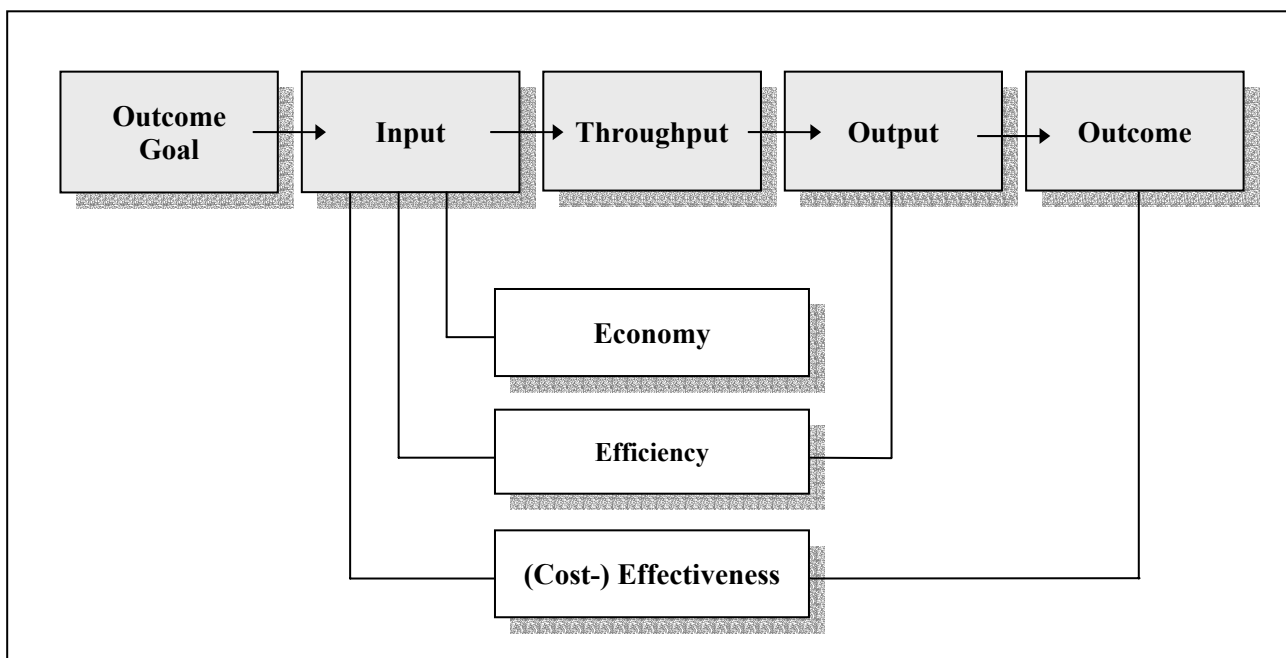 Outcome
Goal
Input
Throughput
Output
Outcome
Economy
Efficiency
(Cost-) Effectiveness